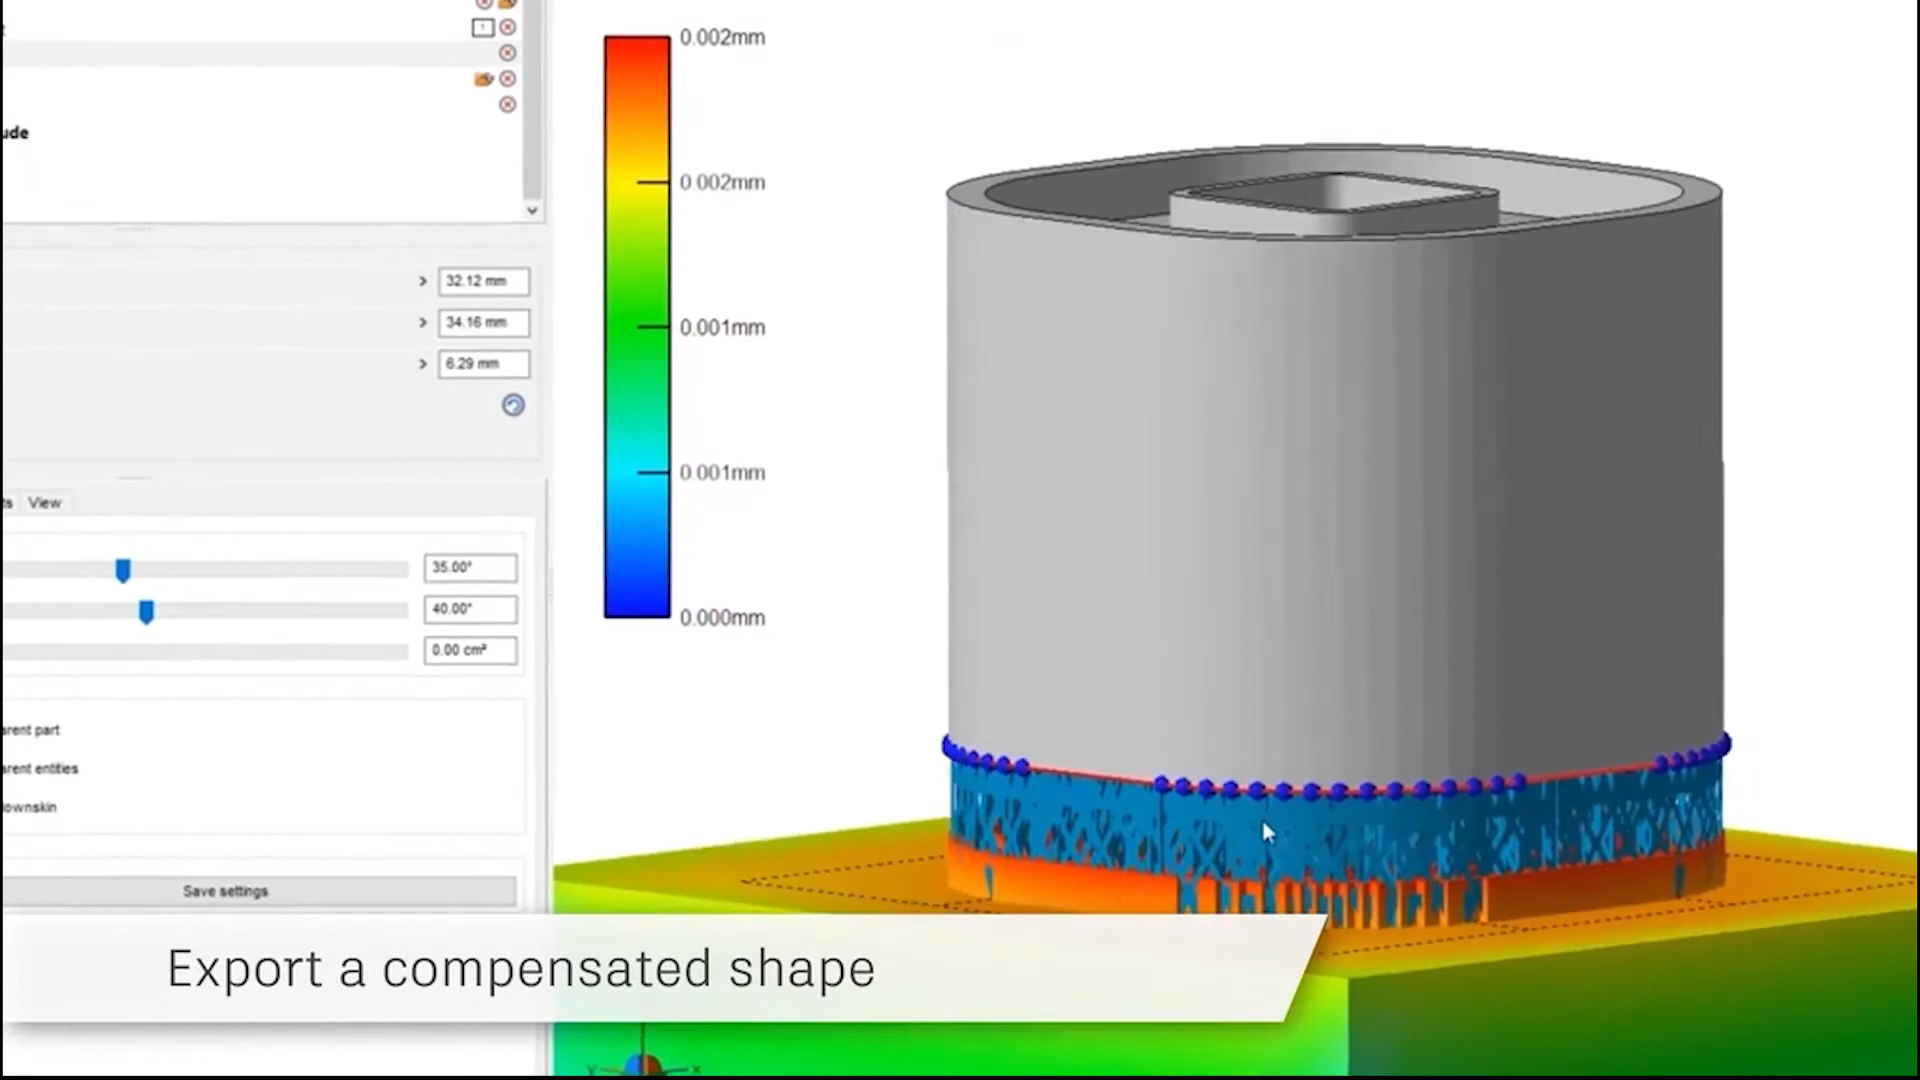 ude
32.12 mm
34.16 mm
6.29 mm
ts View
35.00°
40.00°
0.00 cm²
arent part
arent entities
ownskin
Save settings
0.002mm
0.002mm
0.001mm
0.001mm
0.000mm
Export a compensated shape
Y
X